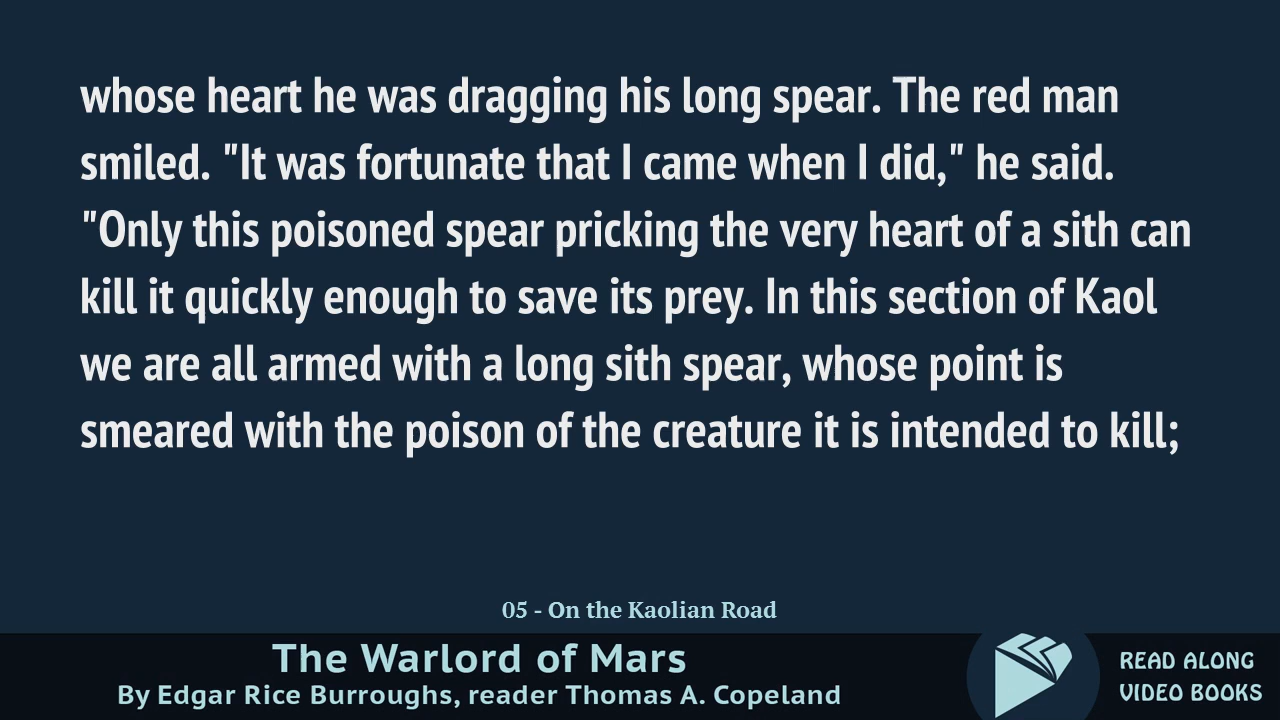 whose heart he was dragging his long spear. The red man
smiled. "It was fortunate that I came when I did," he said.
"Only this poisoned spear pricking the very heart of a sith can
kill it quickly enough to save its prey. In this section of Kaol
we are all armed with a long sith spear, whose point is
smeared with the poison of the creature it is intended to kill;
05 - On the Kaolian Road
The Warlord of Mars
By Edgar Rice Burroughs, reader Thomas A. Copeland
READ ALONG
VIDEO BOOKS